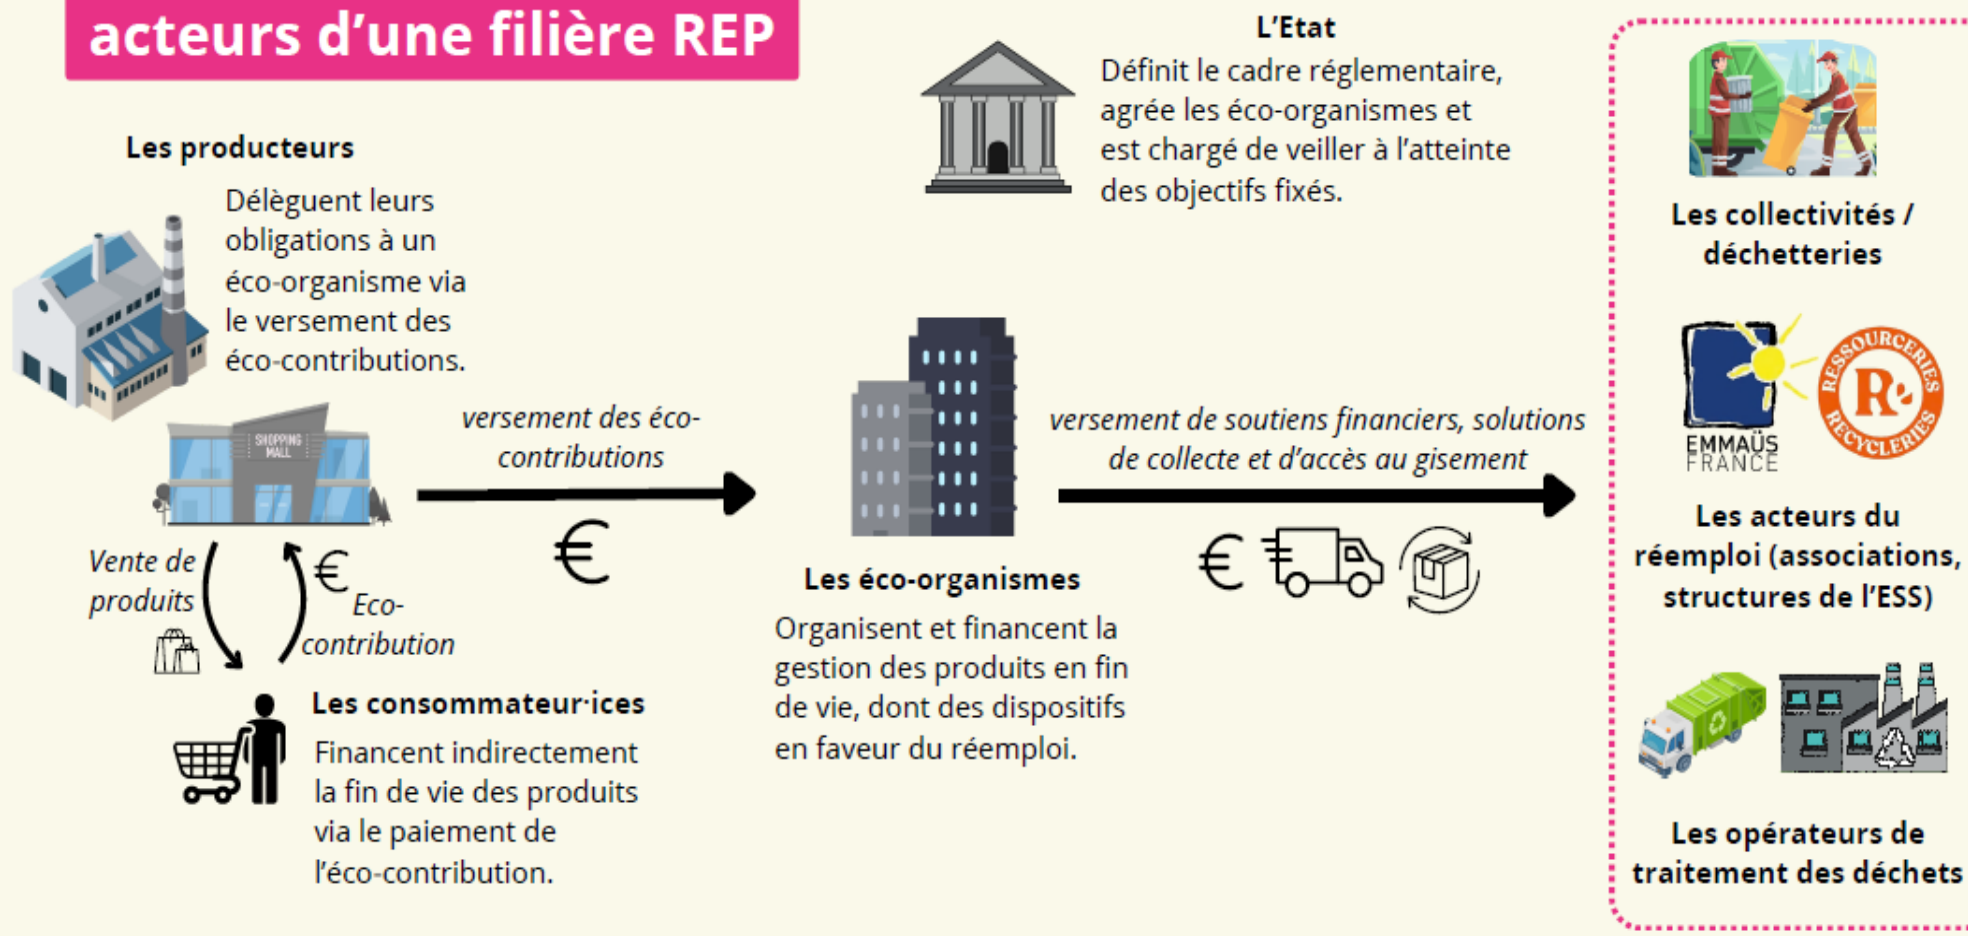 acteurs d'une filière REP
Les producteurs
Délèguent leurs
obligations à un
éco-organisme via
le versement des
éco-contributions.
SHOPPING
MALL
Vente de
produits
€
Eco-
contribution
Les consommateur·ices
Financent indirectement
la fin de vie des produits
via le paiement de
l'éco-contribution.
versement des éco-
contributions
€
L'Etat
Définit le cadre réglementaire,
agrée les éco-organismes et
est chargé de veiller à l'atteinte
des objectifs fixés.
Les éco-organismes
Organisent et financent la
gestion des produits en fin
de vie, dont des dispositifs
en faveur du réemploi.
versement de soutiens financiers, solutions
de collecte et d'accès au gisement
€
Les collectivités /
déchetteries
EMMAÜS
FRANCE
RESSOURCERIES
Re
RECYCLERIES
Les acteurs du
réemploi (associations,
structures de l'ESS)
Les opérateurs de
traitement des déchets